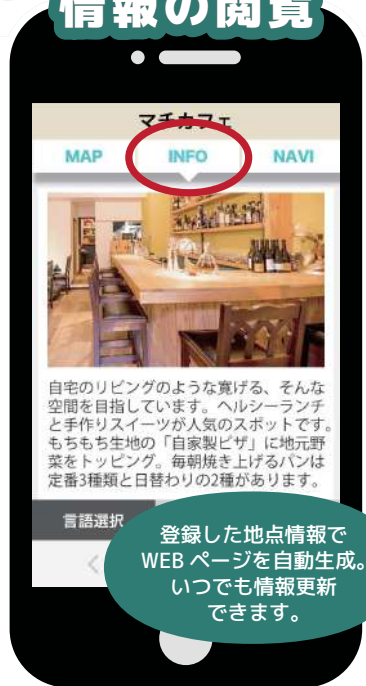 情報の閲覧
マチカフェ
MAP INFO NAVI
自宅のリビングのような寛げる、そんな
空間を目指しています。ヘルシーランチ
と手作りスイーツが人気のスポットです。
もちもち生地の「自家製ピザ」に地元野
菜をトッピング。毎朝焼き上げるパンは
定番3種類と日替わりの2種があります。
言語選択
登録した地点情報で
WEB ページを自動生成。
いつでも情報更新
できます。